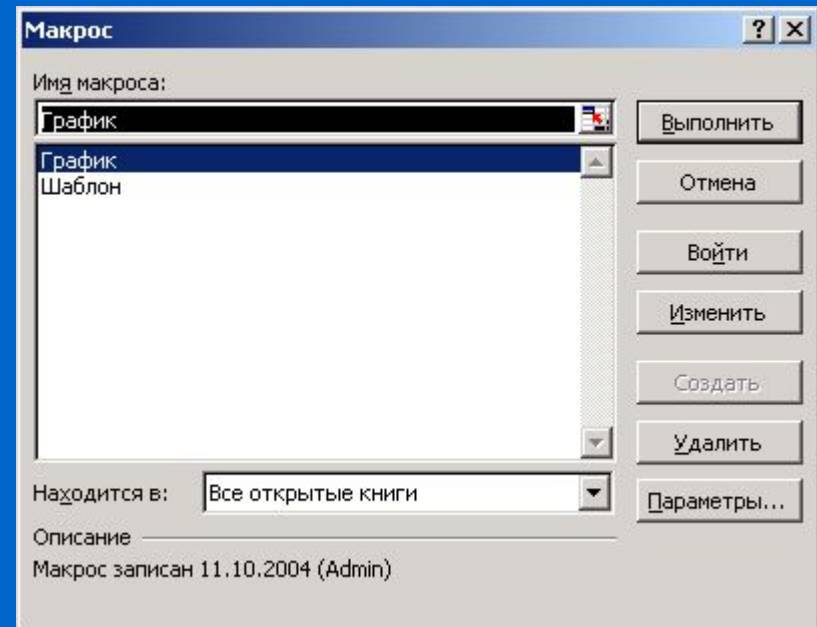 Макрос
Имя макроса:
График
График
Шаблон
Находится в:
Все открытые книги
Описание
Макрос записан 11.10.2004 (Admin)
Выполнить
Отмена
Войти
Изменить
Создать
Удалить
Параметры...